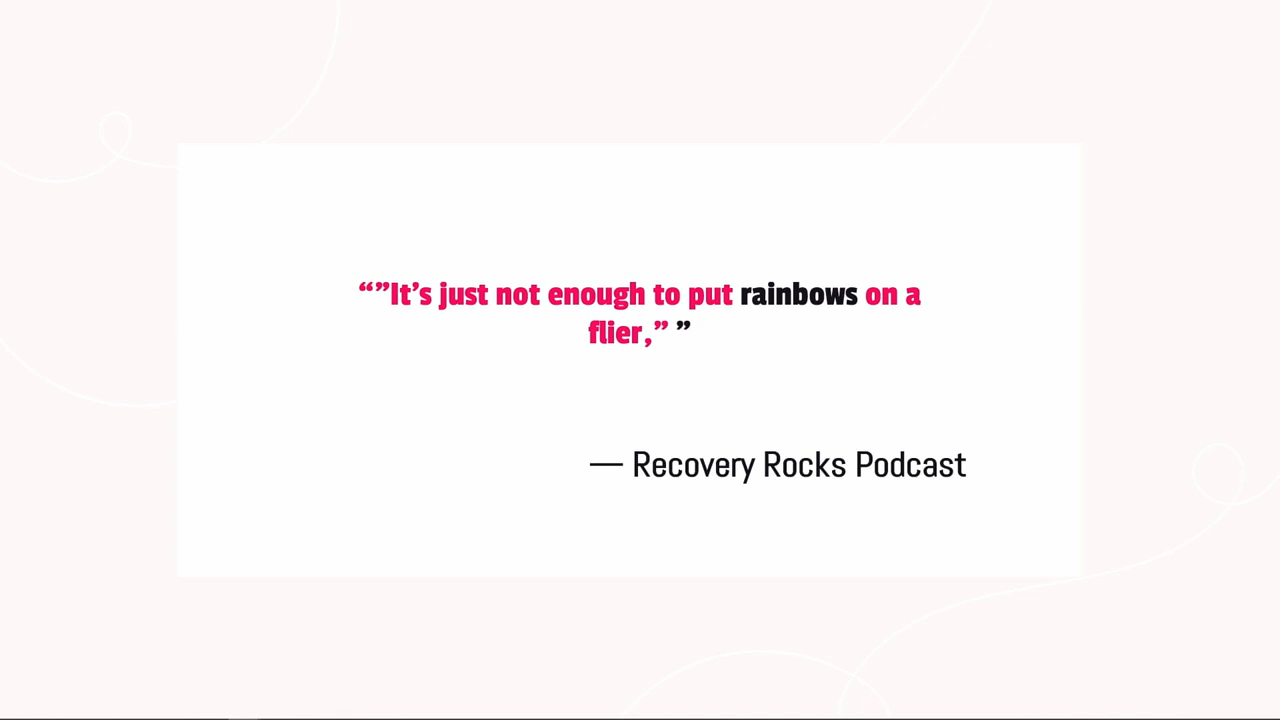 “”It’s just not enough to put rainbows on a
flier,” ”
— Recovery Rocks Podcast